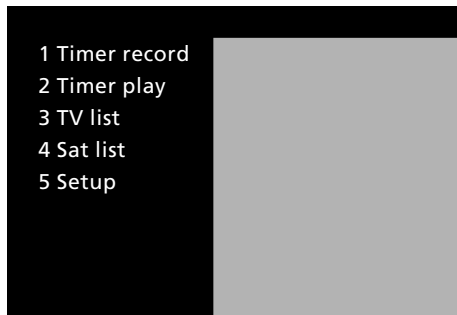 1 Timer record
2 Timer play
3 TV list
4 Sat list
5 Setup